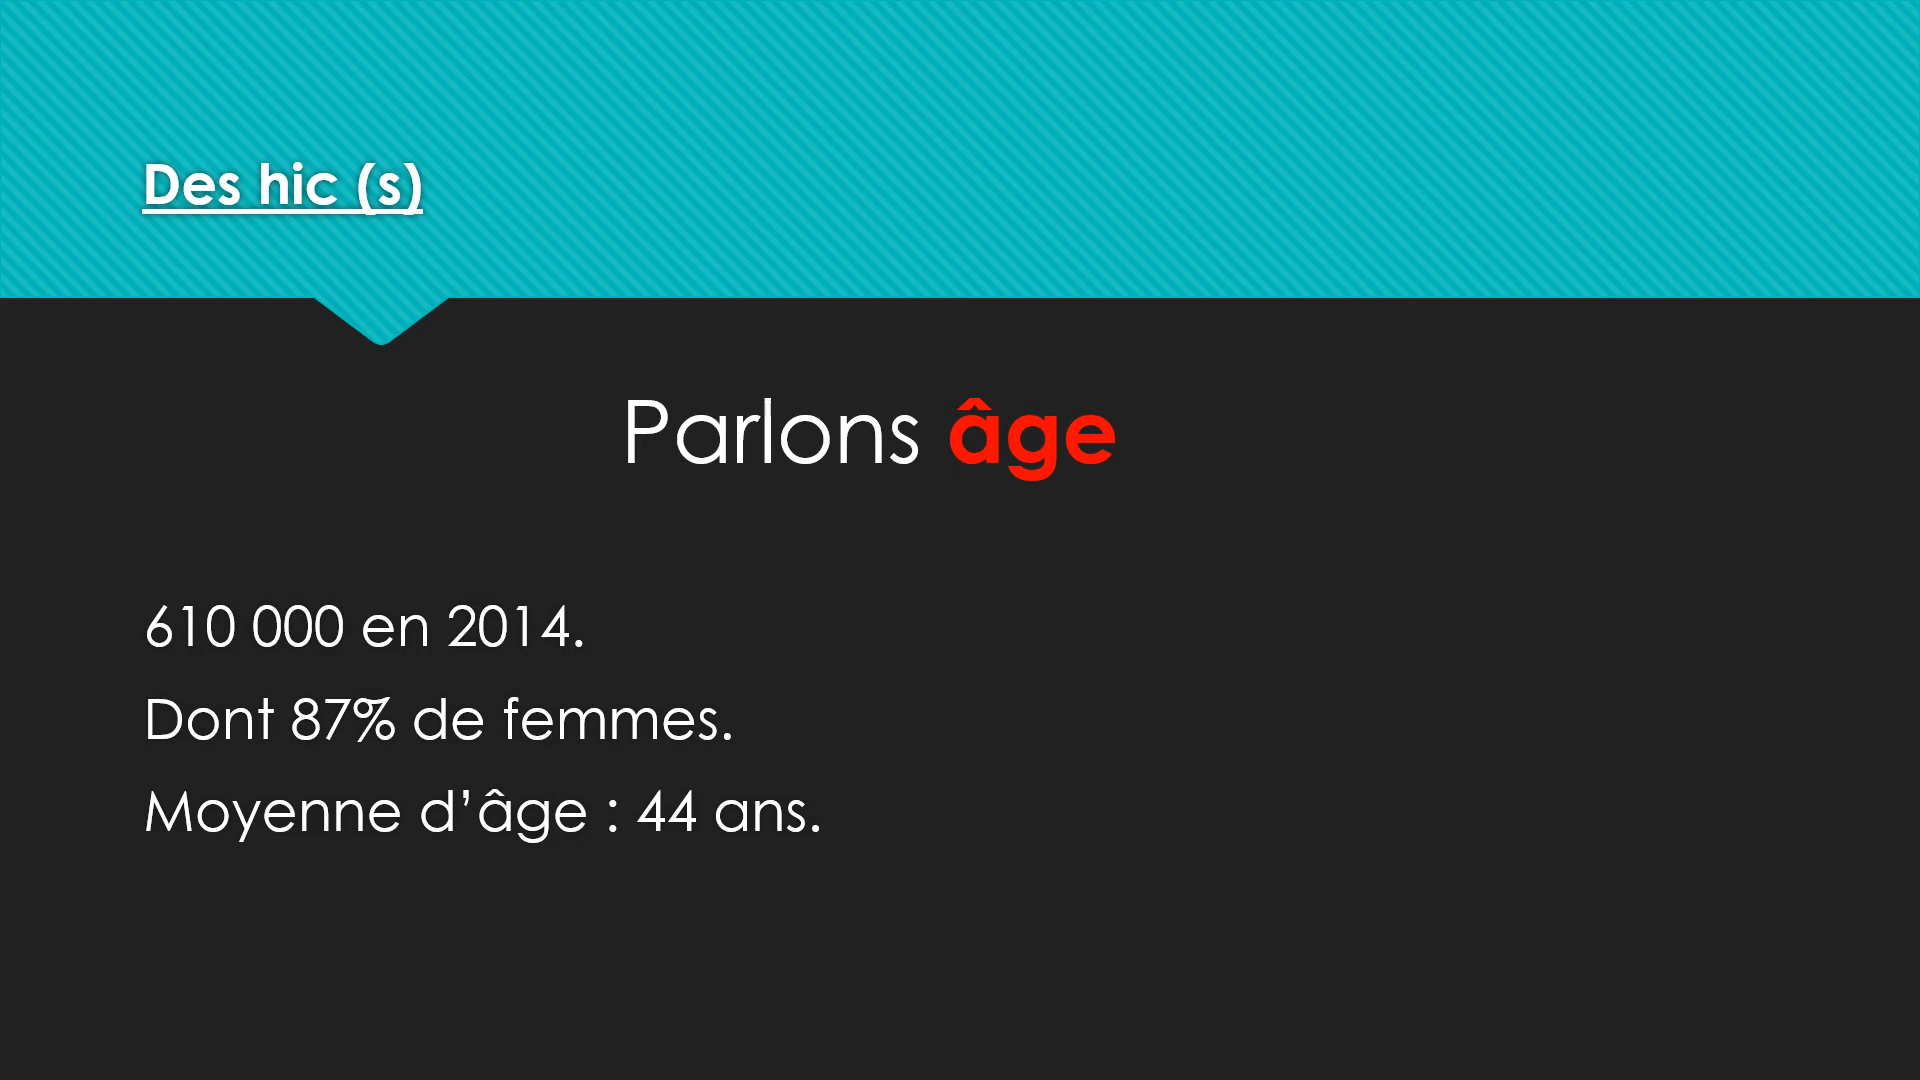 Des hic (s)
Parlons âge
610 000 en 2014.
Dont 87% de femmes.
Moyenne d’âge : 44 ans.